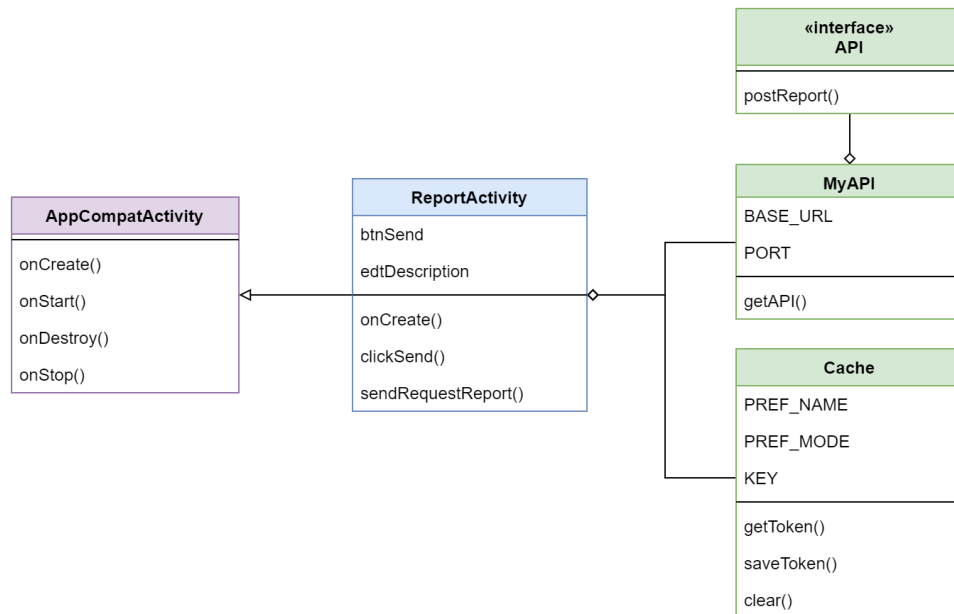 «interface»
API
postReport()
MyAPI
BASE_URL
PORT
getAPI()
ReportActivity
btnSend
edtDescription
onCreate()
clickSend()
sendRequestReport()
AppCompatActivity
onCreate()
onStart()
onDestroy()
onStop()
Cache
PREF_NAME
PREF_MODE
KEY
getToken()
saveToken()
clear()